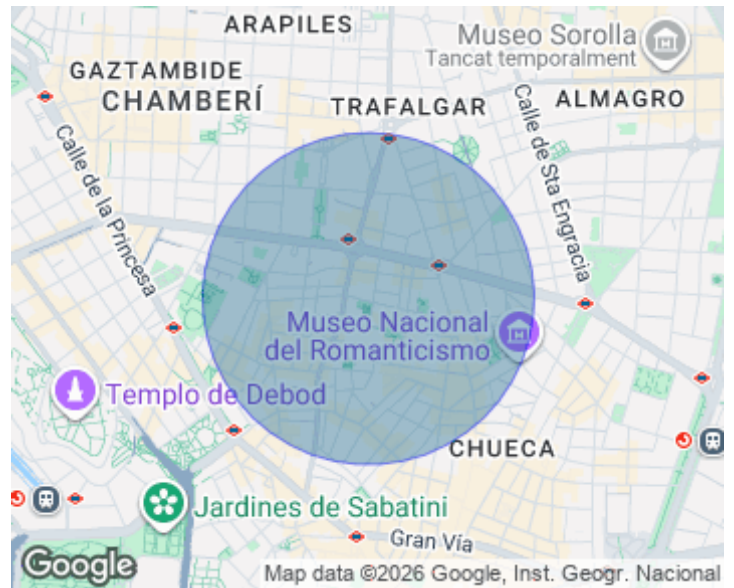 ARAPILES
Museo Sorolla
Tancat temporalment
GAZTAMBIDE
CHAMBERÍ
TRAFALGAR
ALMAGRO
Calle de la Princesa
Calle de Sta Engracia
Museo Nacional
del Romanticismo
Templo de Debod
CHUECA
Jardines de Sabatini
Gran Vía
Google
Map data ©2026 Google, Inst. Geogr. Nacional